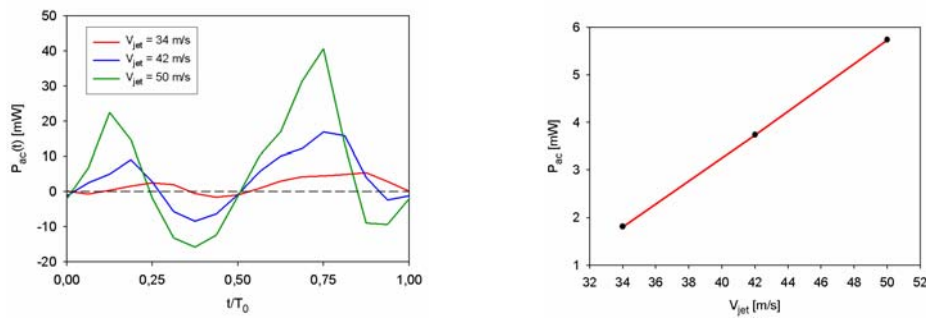 P_ac(t) [mW]
50
40
30
20
10
0
-10
-20
V_jet = 34 m/s
V_jet = 42 m/s
V_jet = 50 m/s
0,00 0,25 0,50 0,75 1,00
t/T_0
P_ac [mW]
6
5
4
3
2
1
32 34 36 38 40 42 44 46 48 50 52
V_jet [m/s]